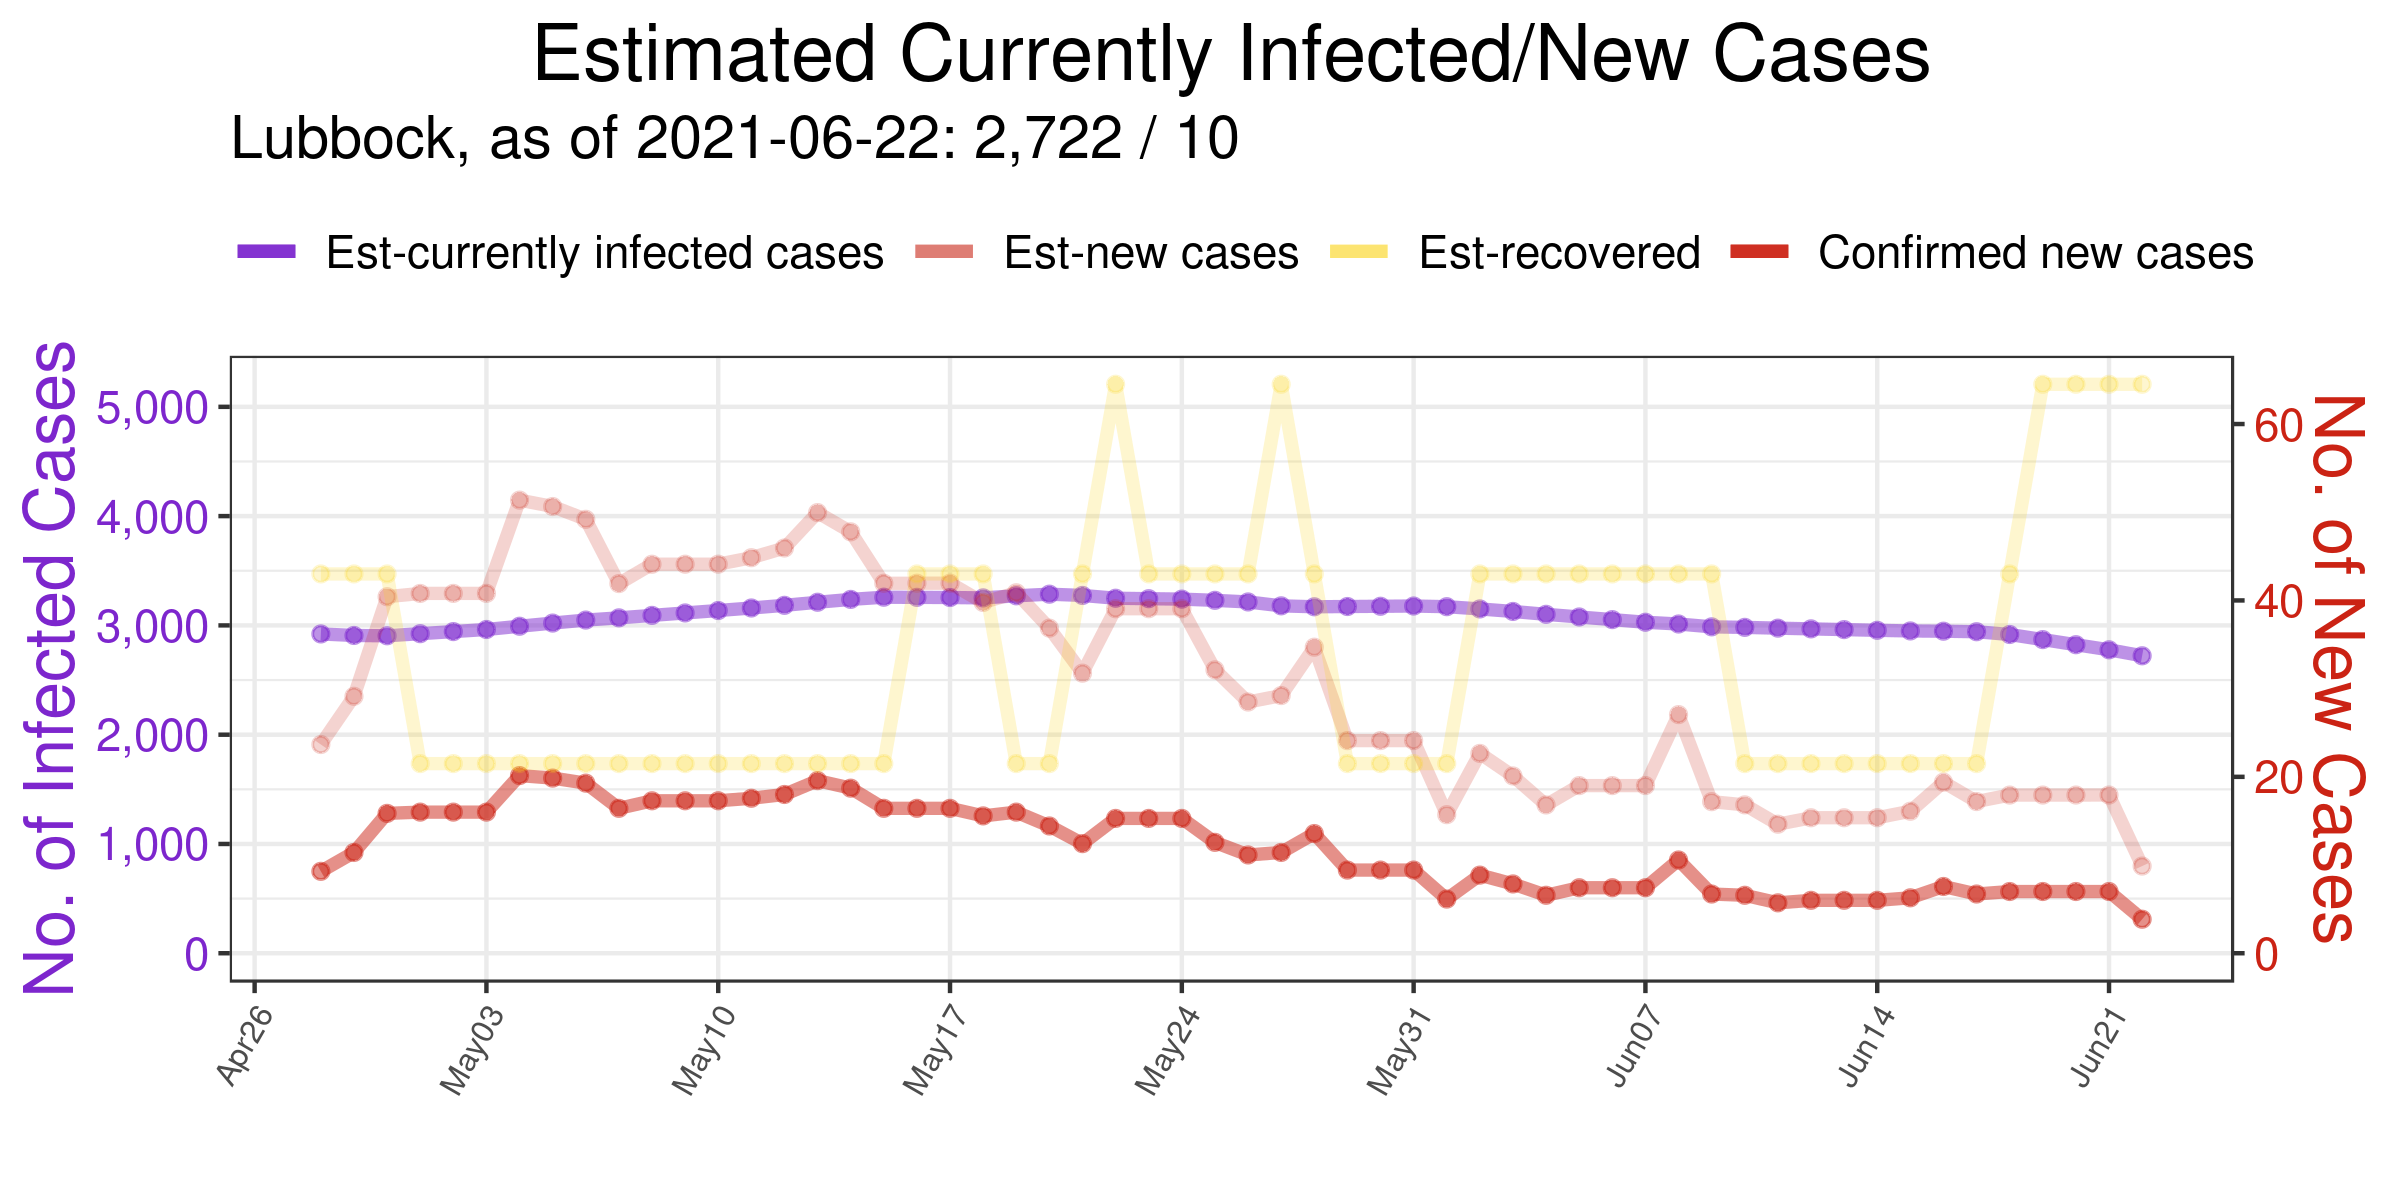 Estimated Currently Infected/New Cases
Lubbock, as of 2021-06-22: 2,722 / 10
Est-currently infected cases Est-new cases Est-recovered Confirmed new cases
No. of Infected Cases
5,000
4,000
3,000
2,000
1,000
0
60
40
20
0
No. of New Cases
Apr26 May03 May10 May17 May24 May31 Jun07 Jun14 Jun21